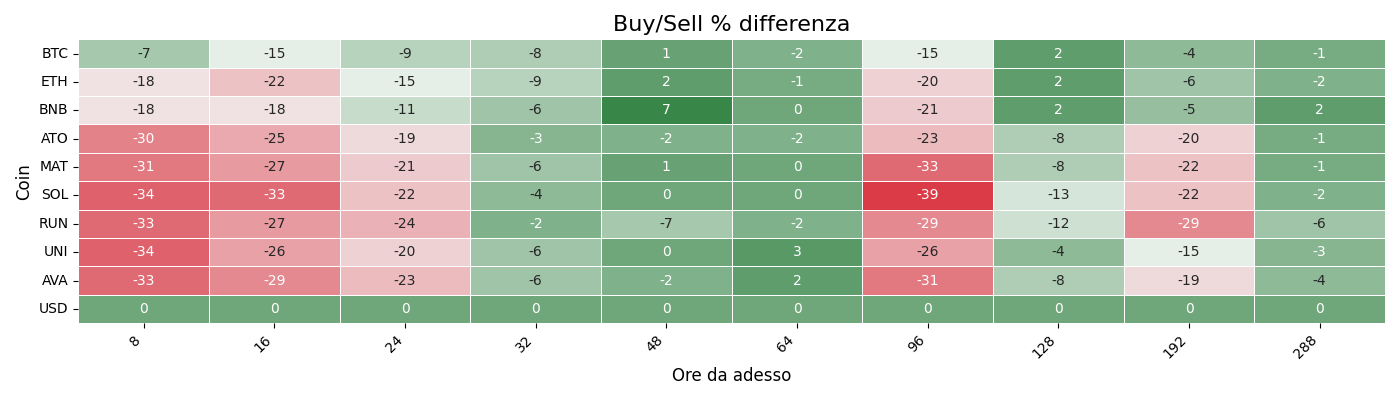 Buy/Sell % differenza
Coin
BTC -7 -15 -9 -8 1 -2 -15 2 -4 -1
ETH -18 -22 -15 -9 2 -1 -20 2 -6 -2
BNB -18 -18 -11 -6 7 0 -21 2 -5 2
ATO -30 -25 -19 -3 -2 -2 -23 -8 -20 -1
MAT -31 -27 -21 -6 1 0 -33 -8 -22 -1
SOL -34 -33 -22 -4 0 0 -39 -13 -22 -2
RUN -33 -27 -24 -2 -7 -2 -29 -12 -29 -6
UNI -34 -26 -20 -6 0 3 -26 -4 -15 -3
AVA -33 -29 -23 -6 -2 2 -31 -8 -19 -4
USD 0 0 0 0 0 0 0 0 0 0
8 16 24 32 48 64 96 128 192 288
Ore da adesso